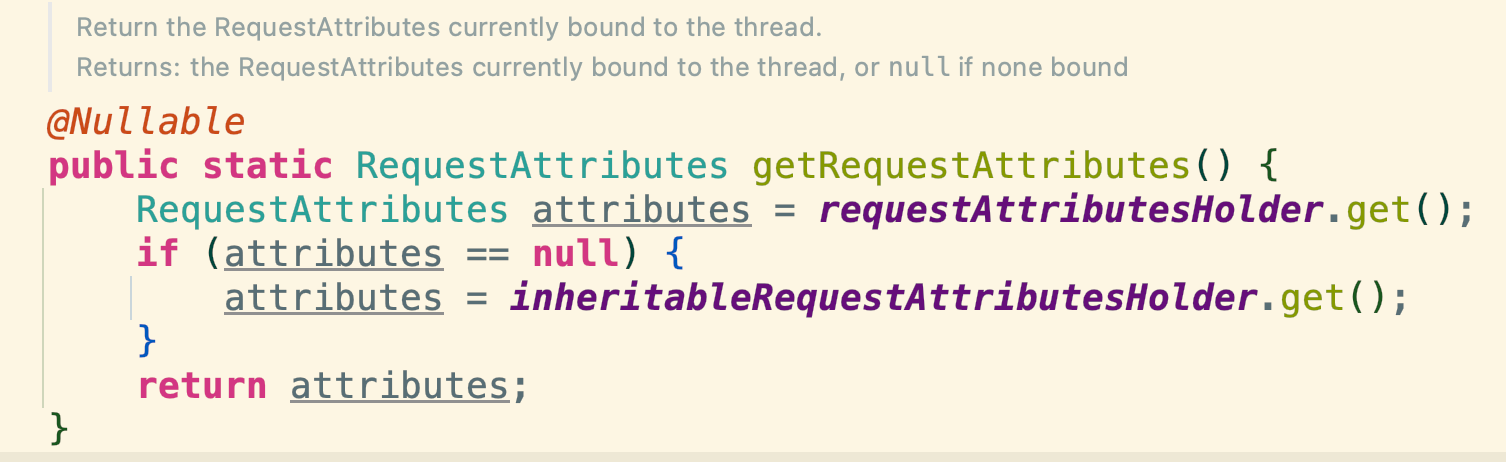 Return the RequestAttributes currently bound to the thread.
Returns: the RequestAttributes currently bound to the thread, or null if none bound
@Nullable
public static RequestAttributes getRequestAttributes() {
    RequestAttributes attributes = requestAttributesHolder.get();
    if (attributes == null) {
        attributes = inheritableRequestAttributesHolder.get();
    }
    return attributes;
}